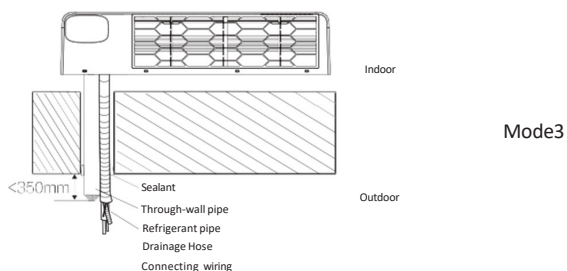 Indoor
Mode3
<350mm
Sealant
Outdoor
Through-wall pipe
Refrigerant pipe
Drainage Hose
Connecting wiring